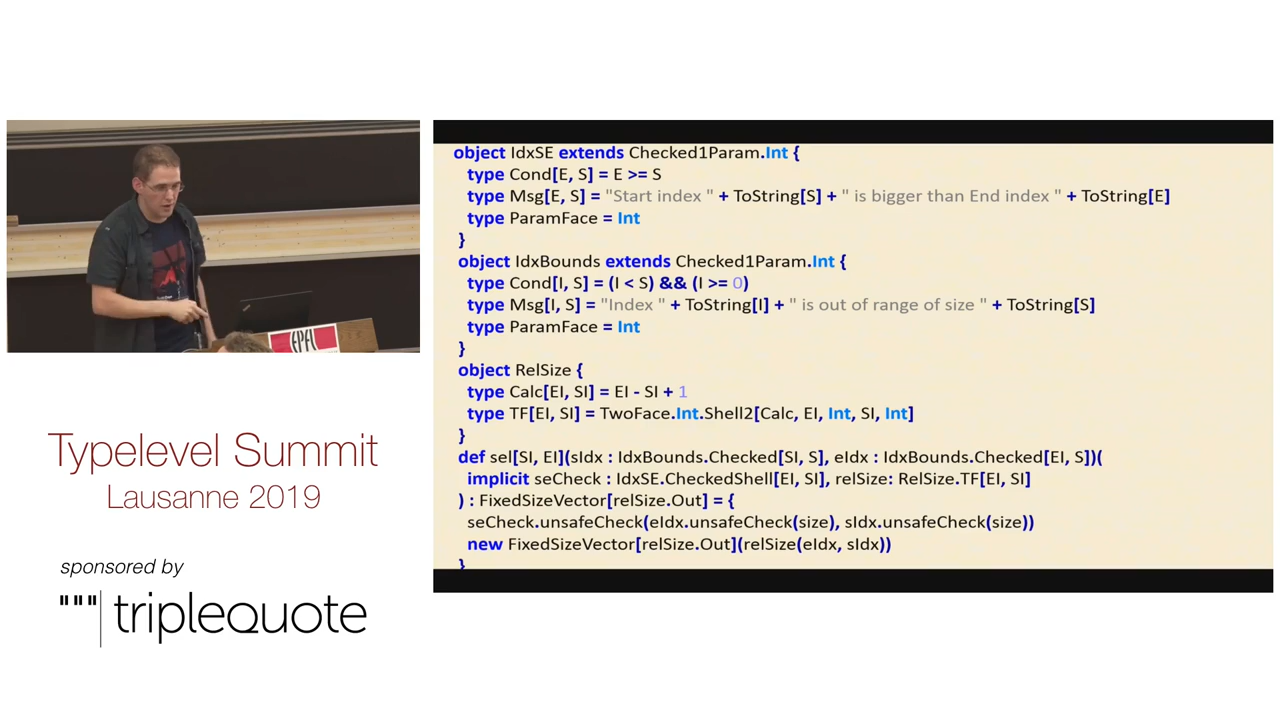 object IdxSE extends Checked1Param.Int {
type Cond[E, S] = E >= S
type Msg[E, S] = "Start index " + ToString[S] + " is bigger than End index " + ToString[E]
type ParamFace = Int
}
object IdxBounds extends Checked1Param.Int {
type Cond[I, S] = (I < S) && (I >= 0)
type Msg[I, S] = "Index " + ToString[I] + " is out of range of size " + ToString[S]
type ParamFace = Int
}
object RelSize {
type Calc[EI, SI] = EI - SI + 1
type TF[EI, SI] = TwoFace.Int.Shell2[Calc, EI, Int, SI, Int]
}
def sel[SI, EI](sIdx : IdxBounds.Checked[SI, S], eIdx : IdxBounds.Checked[EI, S])(
implicit seCheck : IdxSE.CheckedShell[EI, SI], relSize: RelSize.TF[EI, SI]
) : FixedSizeVector[relSize.Out] = {
seCheck.unsafeCheck(eIdx.unsafeCheck(size), sIdx.unsafeCheck(size))
new FixedSizeVector[relSize.Out](relSize(eIdx, sIdx))
}
EPFL
Typelevel Summit
Lausanne 2019
sponsored by
"""|triplequote